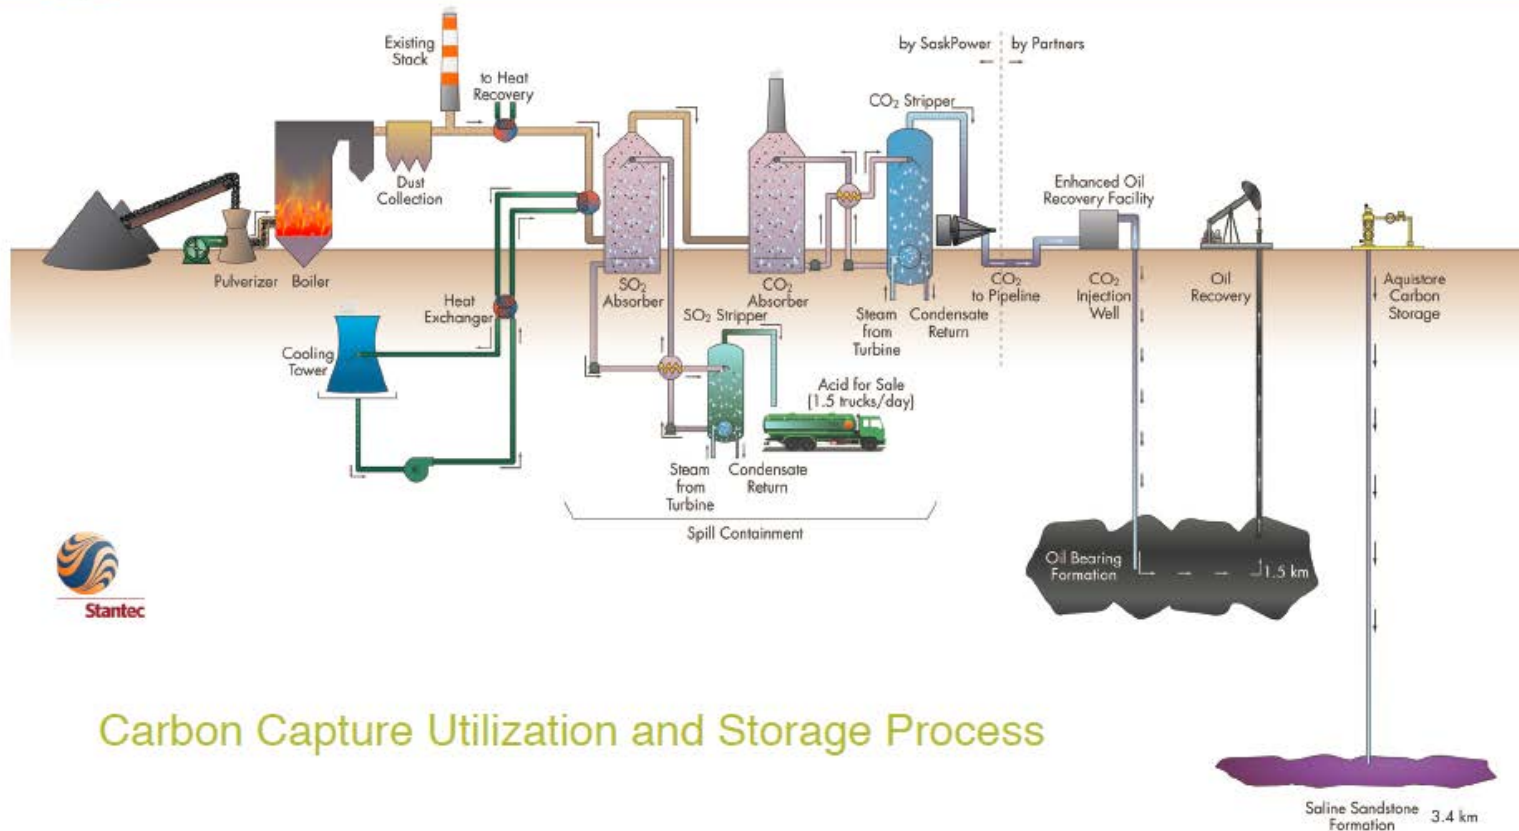 Existing
Stack
to Heat
Recovery
by SaskPower
by Partners
CO₂ Stripper
Dust
Collection
Enhanced Oil
Recovery Facility
Pulverizer
Boiler
SO₂
Absorber
CO₂
Absorber
CO₂
to Pipeline
CO₂
Injection
Well
Oil
Recovery
Aquistore
Carbon
Storage
Heat
Exchanger
SO₂ Stripper
Steam
from
Turbine
Condensate
Return
Cooling
Tower
Acid for Sale
(1.5 trucks/day)
Steam
from
Turbine
Condensate
Return
Spill Containment
Oil Bearing
Formation
1.5 km
Stantec
Carbon Capture Utilization and Storage Process
Saline Sandstone
Formation
3.4 km